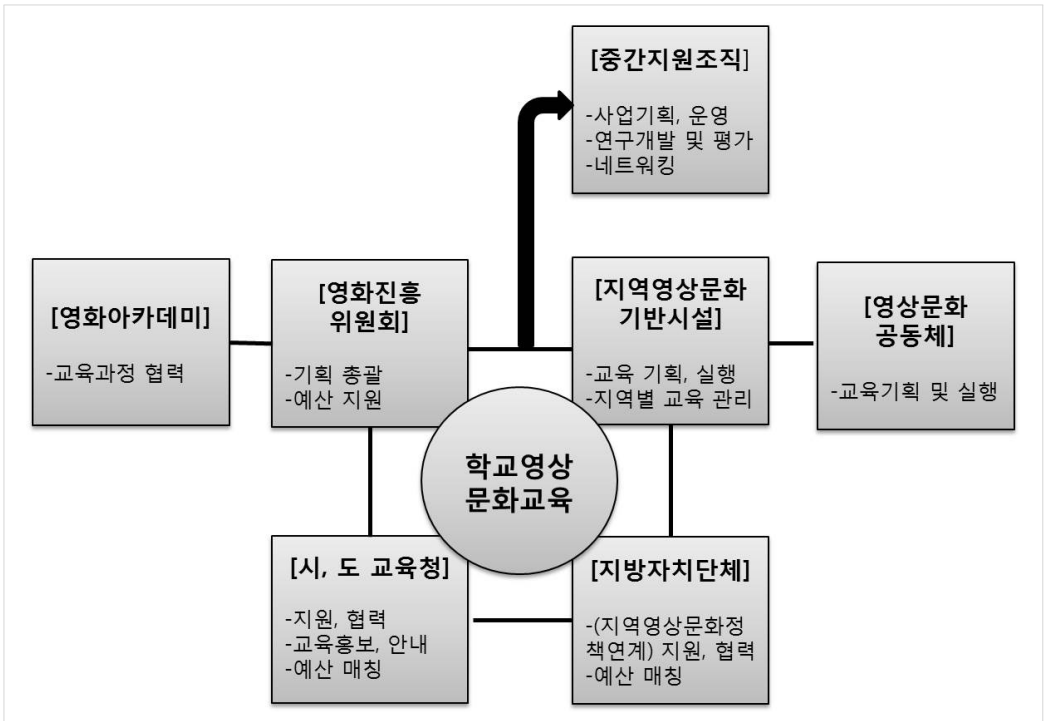 [중간지원조직]
-사업기획, 운영
-연구개발 및 평가
-네트워킹
[영화아카데미]
-교육과정 협력
[영화진흥
위원회]
-기획 총괄
-예산 지원
[지역영상문화
기반시설]
-교육 기획, 실행
-지역별 교육 관리
[영상문화
공동체]
-교육기획 및 실행
학교영상
문화교육
[시, 도 교육청]
-지원, 협력
-교육홍보, 안내
-예산 매칭
[지방자치단체]
-(지역영상문화정
책연계) 지원, 협력
-예산 매칭